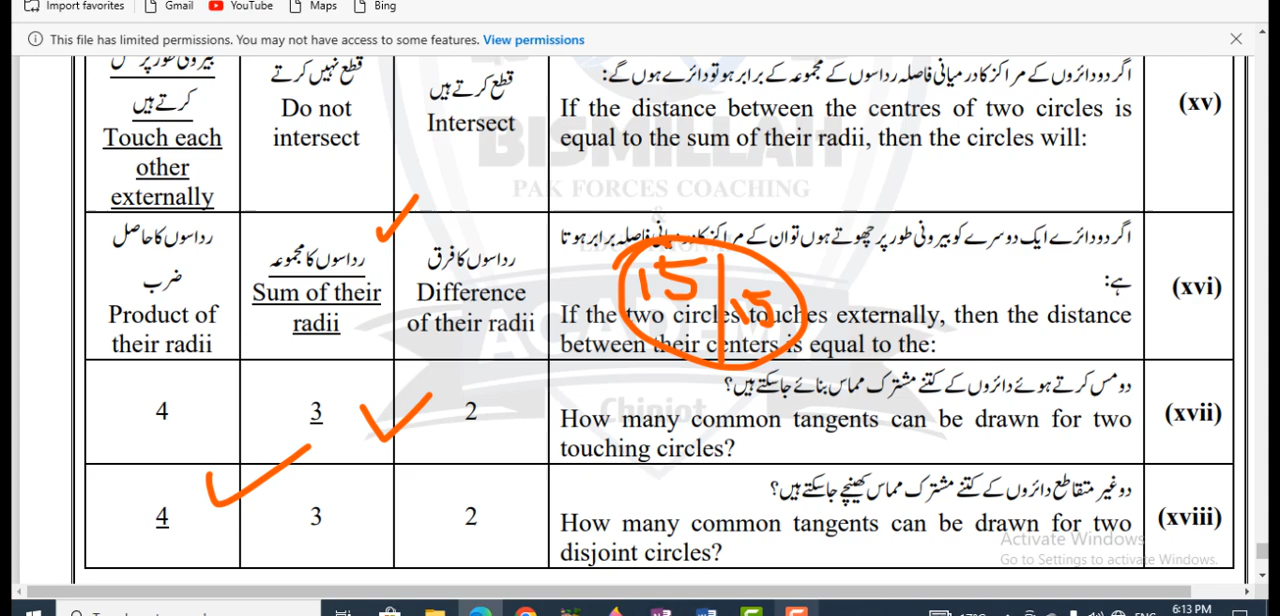 Import favorites Gmail YouTube Maps Bing
This file has limited permissions. You may not have access to some features. View permissions
اگر دو دائروں کے مراکز کا درمیانی فاصلہ رداسوں کے مجموعہ کے برابر ہو تو دائرے ہوں گے:
If the distance between the centres of two circles is
equal to the sum of their radii, then the circles will:
(xv)
قطع کرتے ہیں
Intersect
قطع نہیں کرتے
Do not
intersect
کرتے ہیں
Touch each
other
externally
BISMILLAH
PAK FORCES COACHING
&
اگر دو دائرے ایک دوسرے کو بیرونی طور پر چھوتے ہوں تو ان کے مراکز کا درمیانی فاصلہ برابر ہوتا
ہے:
If the two circles touches externally, then the distance
between their centers is equal to the:
(xvi)
15 15
رداسوں کا فرق
Difference
of their radii
رداسوں کا مجموعہ
Sum of their
radii
رداسوں کا حاصل
ضرب
Product of
their radii
دو مس کرتے ہوئے دائروں کے کتنے مشترک مماس بنائے جاسکتے ہیں؟
How many common tangents can be drawn for two
touching circles?
(xvii)
2
3
4
Chiniot
دو غیر متقاطع دائروں کے کتنے مشترک مماس کھینچے جاسکتے ہیں؟
How many common tangents can be drawn for two
disjoint circles?
(xviii)
2
3
4
Activate Windows
Go to Settings to activate Windows.
6:13 PM